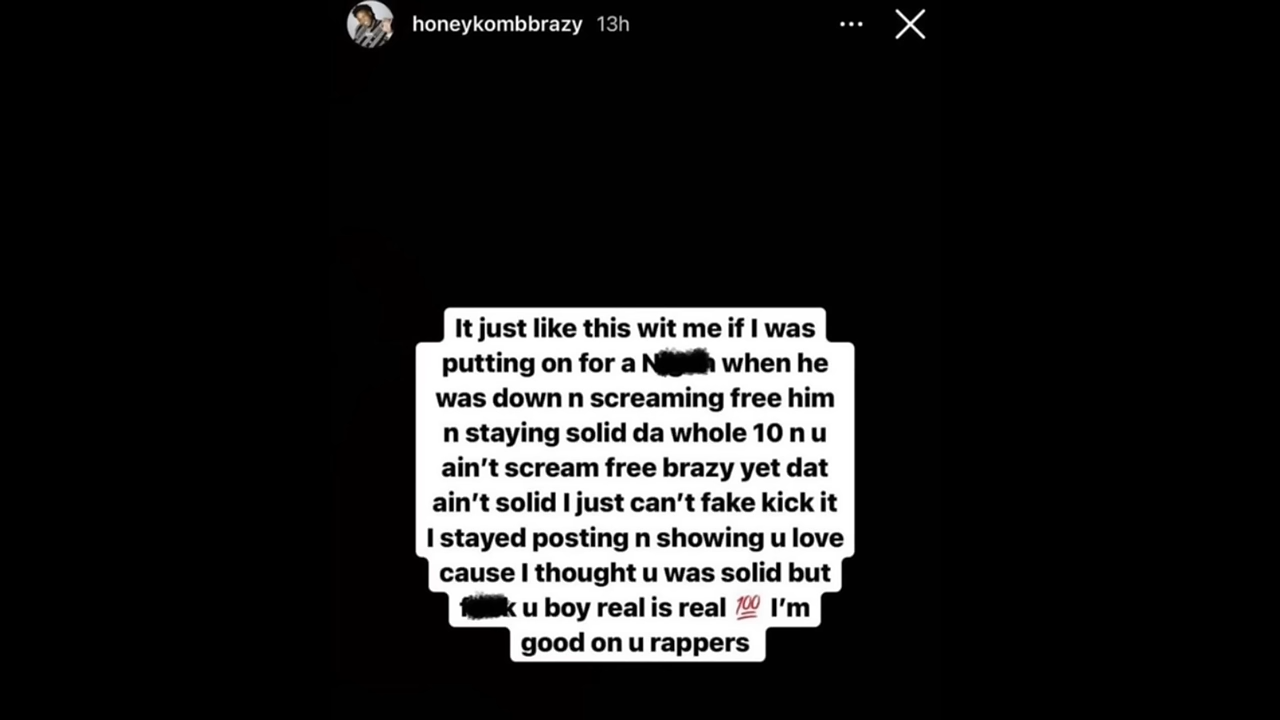 honeykombbrazy 13h
It just like this wit me if I was
putting on for a when he
was down n screaming free him
n staying solid da whole 10 n u
ain't scream free brazy yet dat
ain't solid I just can't fake kick it
I stayed posting n showing u love
cause I thought u was solid but
u boy real is real 💯 I'm
good on u rappers